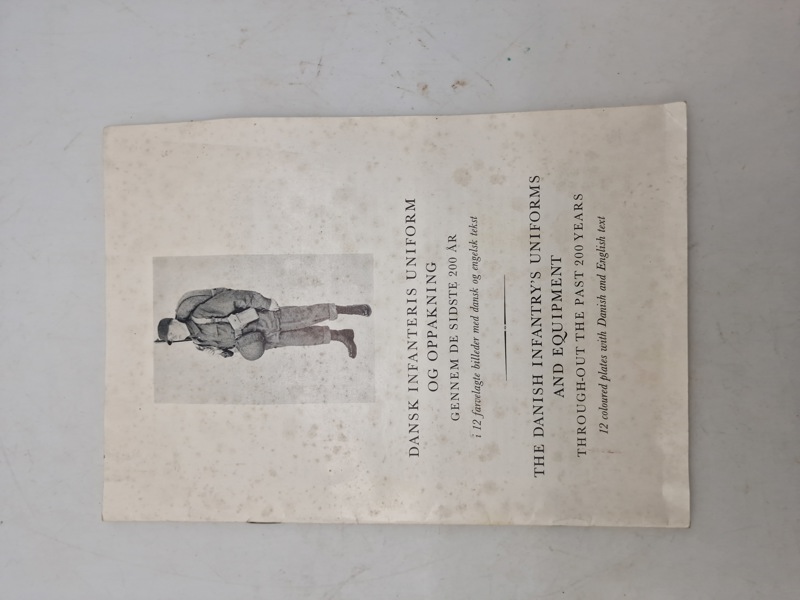 DANSK INFANTERIS UNIFORM
OG OPPAKNING
GENNEM DE SIDSTE 200 ÅR
i 12 farvelagte billeder med dansk og engelsk tekst
THE DANISH INFANTRY'S UNIFORMS
AND EQUIPMENT
THROUGH-OUT THE PAST 200 YEARS
12 coloured plates with Danish and English text